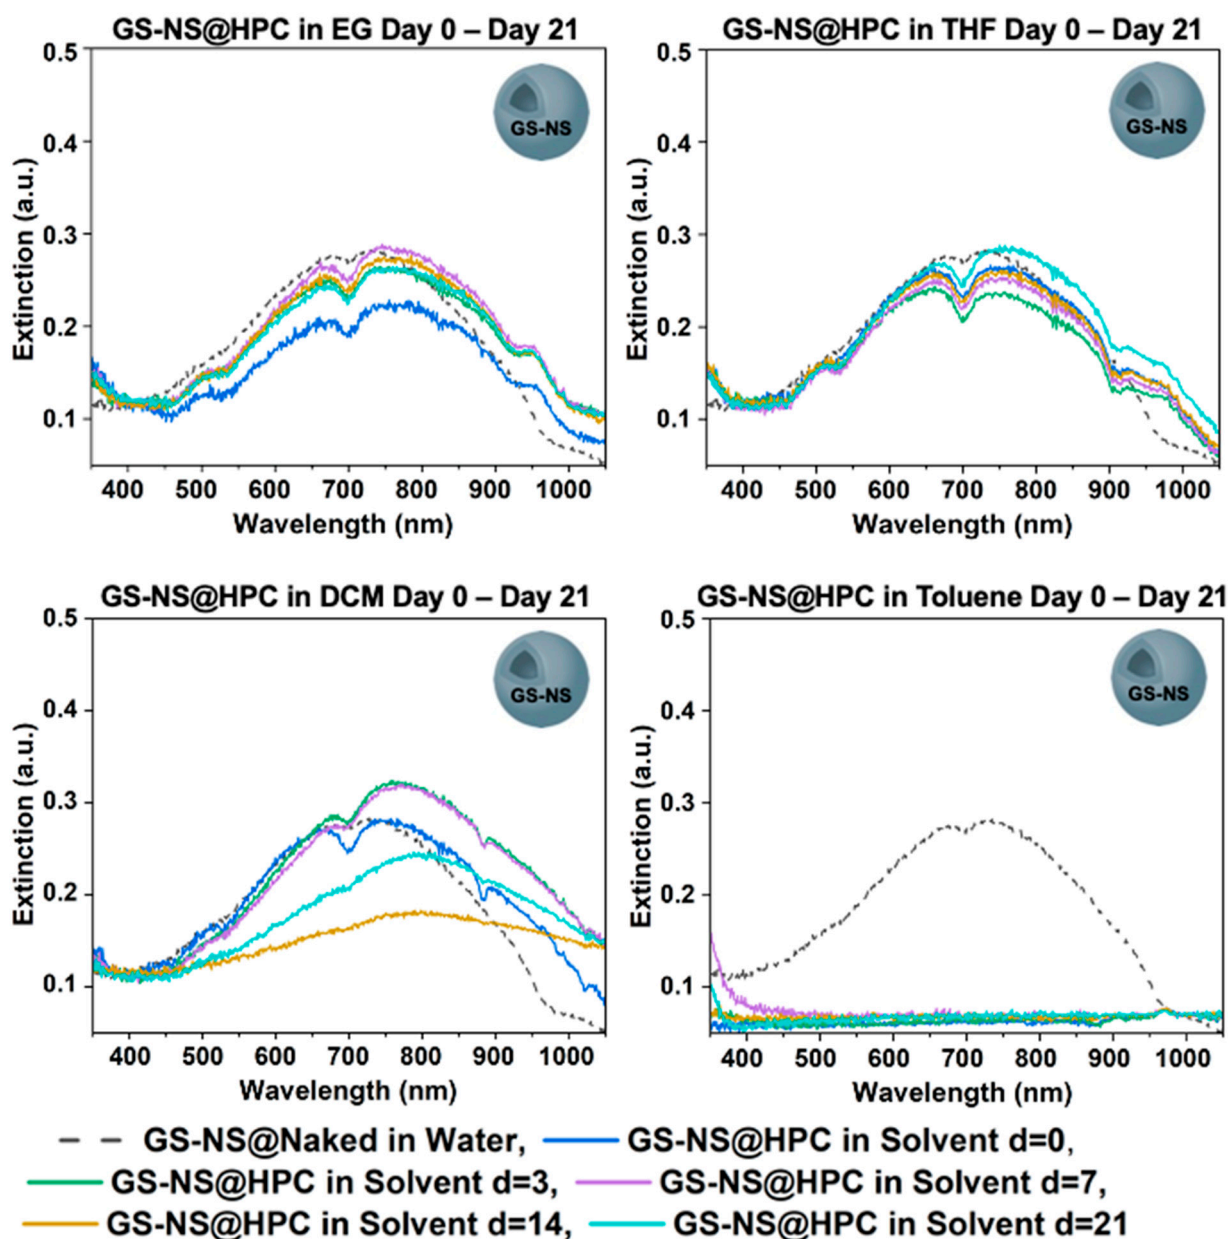 GS-NS@HPC in EG Day 0 – Day 21
0.5
0.4
0.3
0.2
0.1
Extinction (a.u.)
GS-NS
400 500 600 700 800 900 1000
Wavelength (nm)
GS-NS@HPC in THF Day 0 – Day 21
0.5
0.4
0.3
0.2
0.1
Extinction (a.u.)
GS-NS
400 500 600 700 800 900 1000
Wavelength (nm)
GS-NS@HPC in DCM Day 0 – Day 21
0.5
0.4
0.3
0.2
0.1
Extinction (a.u.)
GS-NS
400 500 600 700 800 900 1000
Wavelength (nm)
GS-NS@HPC in Toluene Day 0 – Day 21
0.5
0.4
0.3
0.2
0.1
Extinction (a.u.)
GS-NS
400 500 600 700 800 900 1000
Wavelength (nm)
GS-NS@Naked in Water, GS-NS@HPC in Solvent d=0,
GS-NS@HPC in Solvent d=3, GS-NS@HPC in Solvent d=7,
GS-NS@HPC in Solvent d=14, GS-NS@HPC in Solvent d=21